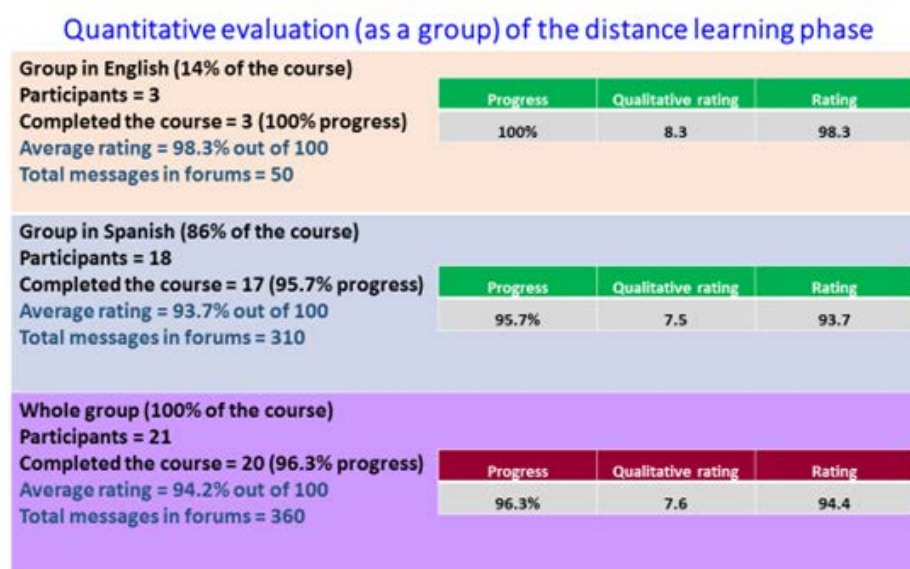 Quantitative evaluation (as a group) of the distance learning phase
Group in English (14% of the course)
Participants = 3
Completed the course = 3 (100% progress)
Average rating = 98.3% out of 100
Total messages in forums = 50
Progress Qualitative rating Rating
100% 8.3 98.3
Group in Spanish (86% of the course)
Participants = 18
Completed the course = 17 (95.7% progress)
Average rating = 93.7% out of 100
Total messages in forums = 310
Progress Qualitative rating Rating
95.7% 7.5 93.7
Whole group (100% of the course)
Participants = 21
Completed the course = 20 (96.3% progress)
Average rating = 94.2% out of 100
Total messages in forums = 360
Progress Qualitative rating Rating
96.3% 7.6 94.4